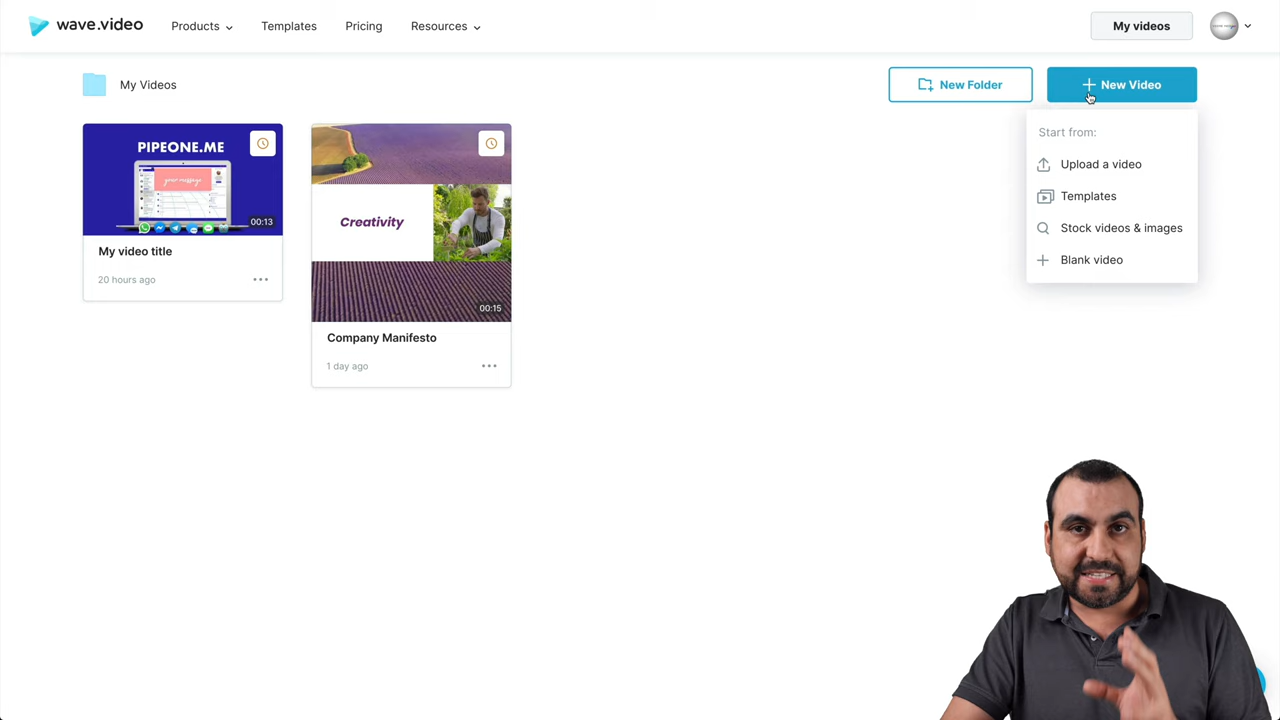 wave.video
Products
Templates
Pricing
Resources
My videos
My Videos
New Folder
New Video
Start from:
Upload a video
Templates
Stock videos & images
Blank video
PIPEONE.ME
your message
00:13
My video title
20 hours ago
Creativity
00:15
Company Manifesto
1 day ago